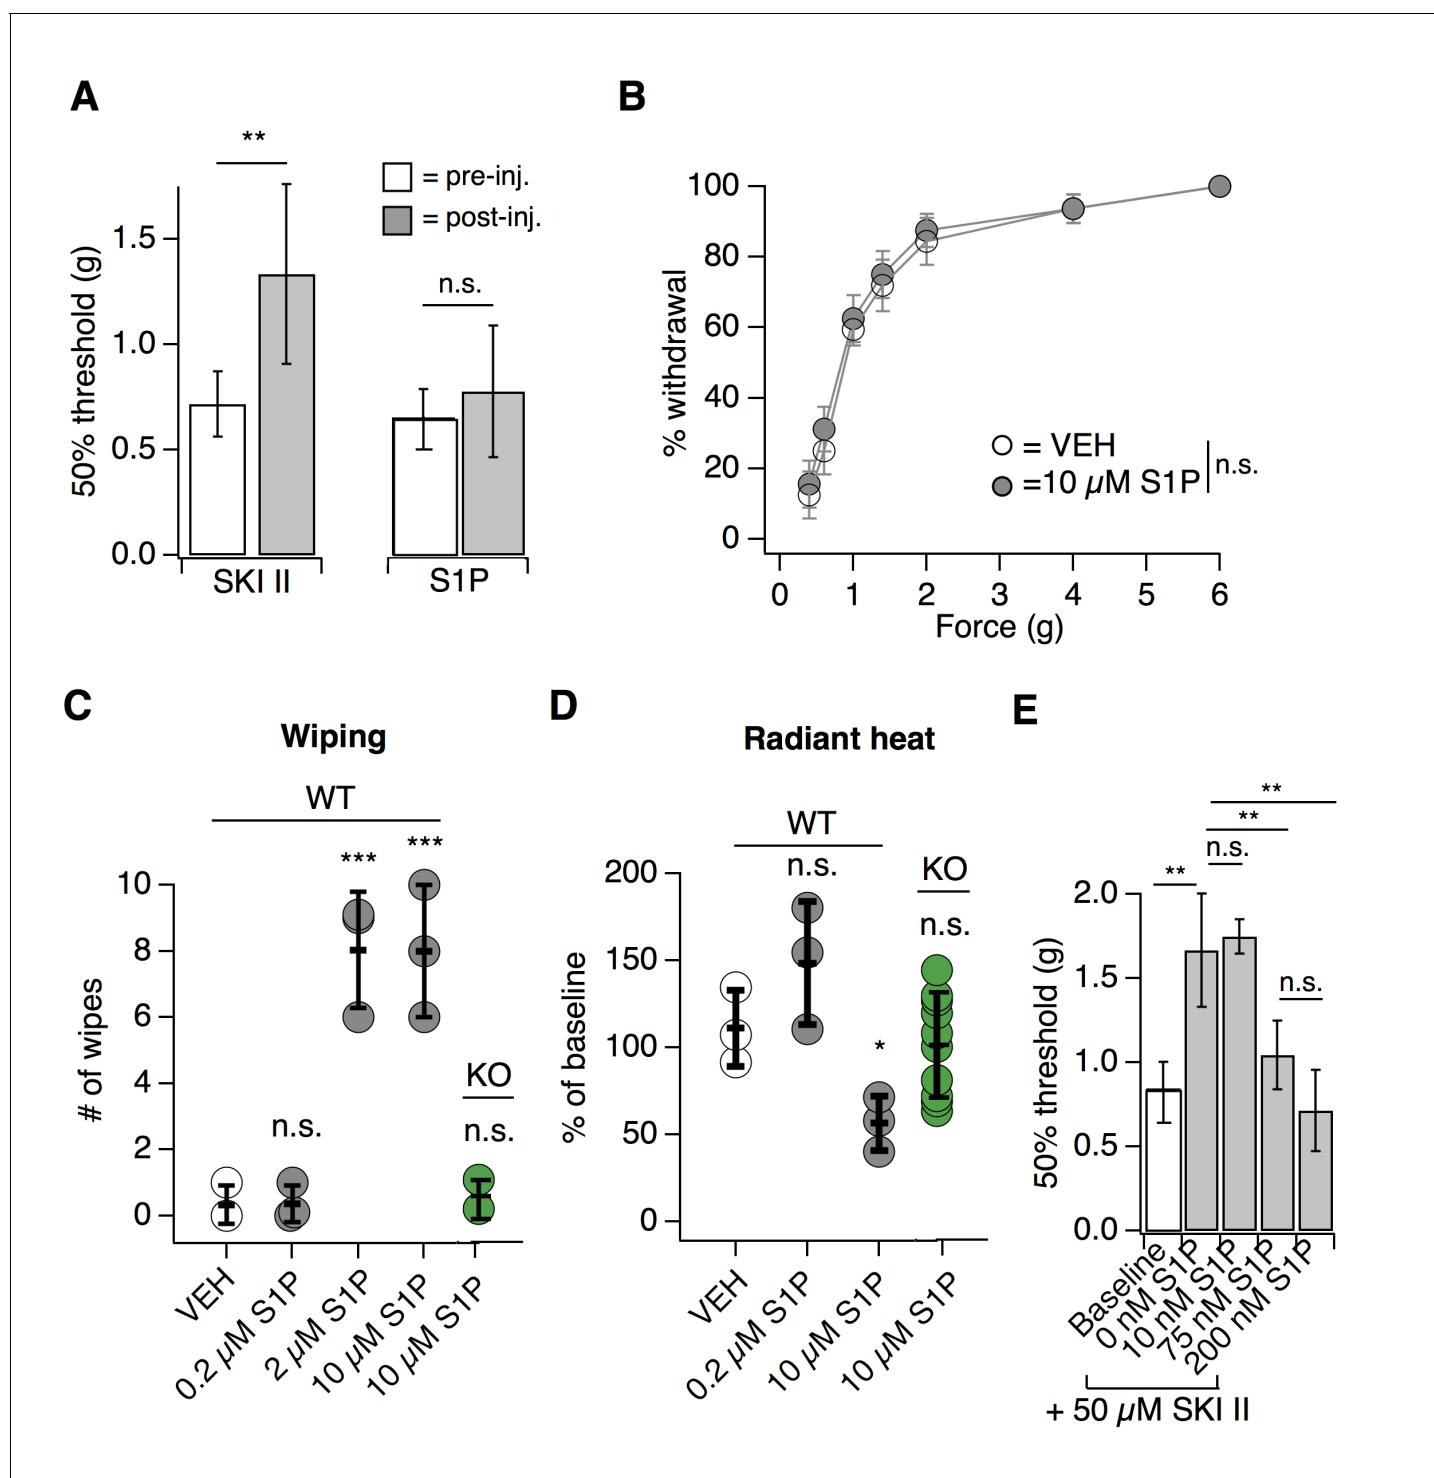 A
**
= pre-inj.
= post-inj.
n.s.
50% threshold (g)
1.5
1.0
0.5
0.0
SKI II
S1P
B
% withdrawal
100
80
60
40
20
0
= VEH
=10 µM S1P
n.s.
0 1 2 3 4 5 6
Force (g)
C
Wiping
WT
***
***
# of wipes
10
8
6
4
2
0
n.s.
KO
n.s.
VEH
0.2 µM S1P
2 µM S1P
10 µM S1P
10 µM S1P
D
Radiant heat
WT
n.s.
KO
n.s.
*
% of baseline
200
150
100
50
0
VEH
0.2 µM S1P
10 µM S1P
10 µM S1P
E
**
**
n.s.
**
n.s.
50% threshold (g)
2.0
1.5
1.0
0.5
0.0
Baseline
0 nM S1P
10 nM S1P
75 nM S1P
200 nM S1P
+ 50 µM SKI II